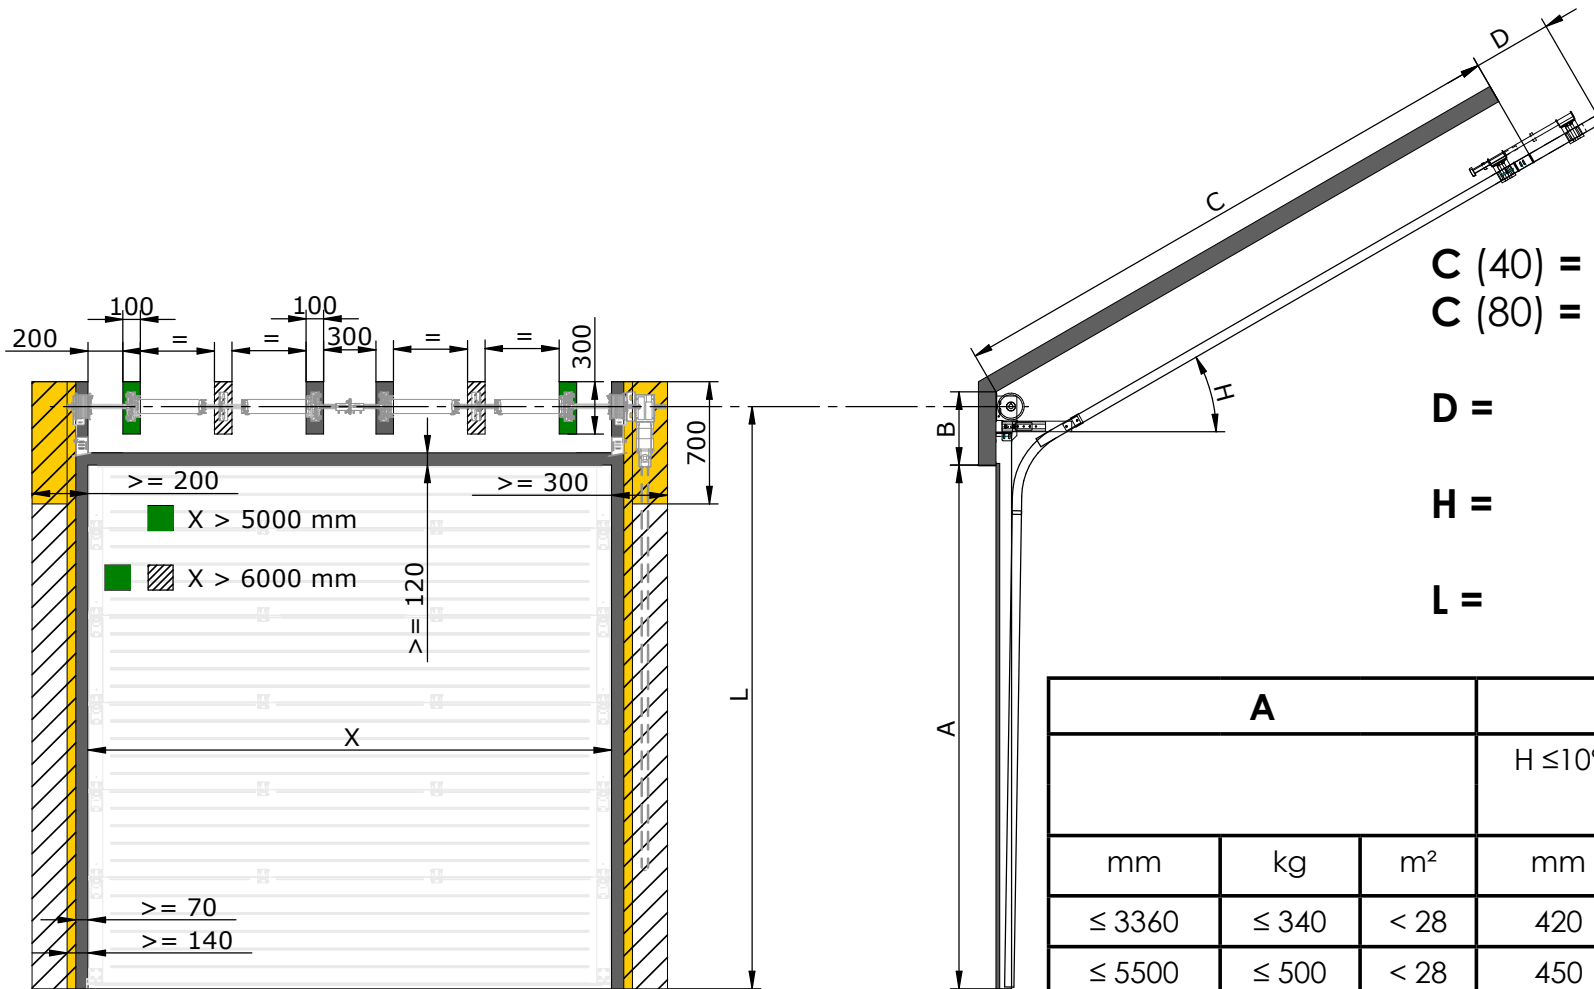 D
C
C (40) =
C (80) =
100
100
200
=
=
300
=
=
300
H
D =
B
700
>= 200
>= 300
X > 5000 mm
H =
X > 6000 mm
>= 120
L =
L
A
X
A
H ≤10°
mm kg m² mm
>= 70
≤ 3360 ≤ 340 < 28 420
>= 140
≤ 5500 ≤ 500 < 28 450